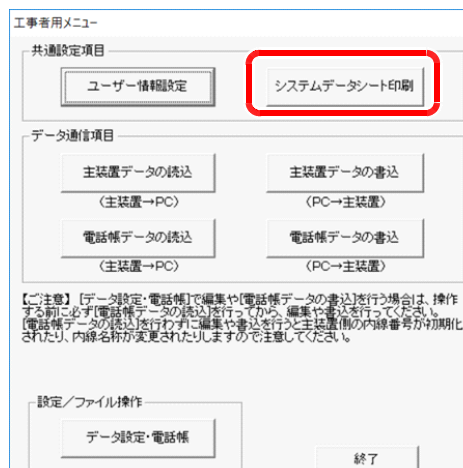 工事者用メニュー
共通設定項目
ユーザー情報設定
システムデータシート印刷
データ通信項目
主装置データの読込
主装置データの書込
(主装置→PC)
(PC→主装置)
電話帳データの読込
電話帳データの書込
(主装置→PC)
(PC→主装置)
【ご注意】 [データ設定・電話帳]で編集や[電話帳データの書込]を行う場合は、操作
する前に必ず[電話帳データの読込]を行ってから、編集や書込を行ってください。
[電話帳データの読込]を行わずに編集や書込を行うと主装置側の内線番号が初期化
されたり、内線名称が変更されたりしますので注意してください。
設定/ファイル操作
データ設定・電話帳
終了